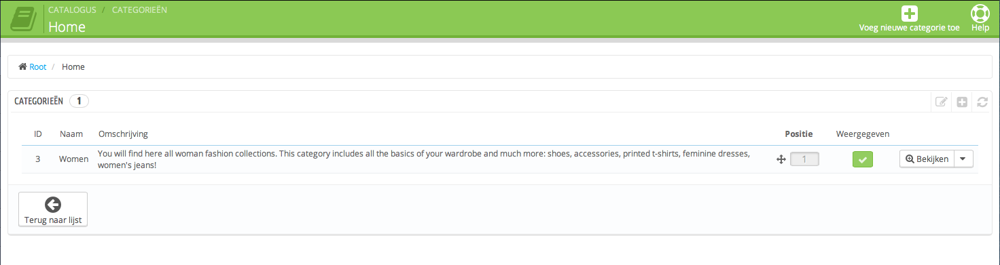 CATALOGUS / CATEGORIEËN
Home
Voeg nieuwe categorie toe
Help
Root / Home
CATEGORIEËN 1
ID Naam Omschrijving Positie Weergegeven
3 Women You will find here all woman fashion collections. This category includes all the basics of your wardrobe and much more: shoes, accessories, printed t-shirts, feminine dresses, 1 Bekijken
women's jeans!
Terug naar lijst